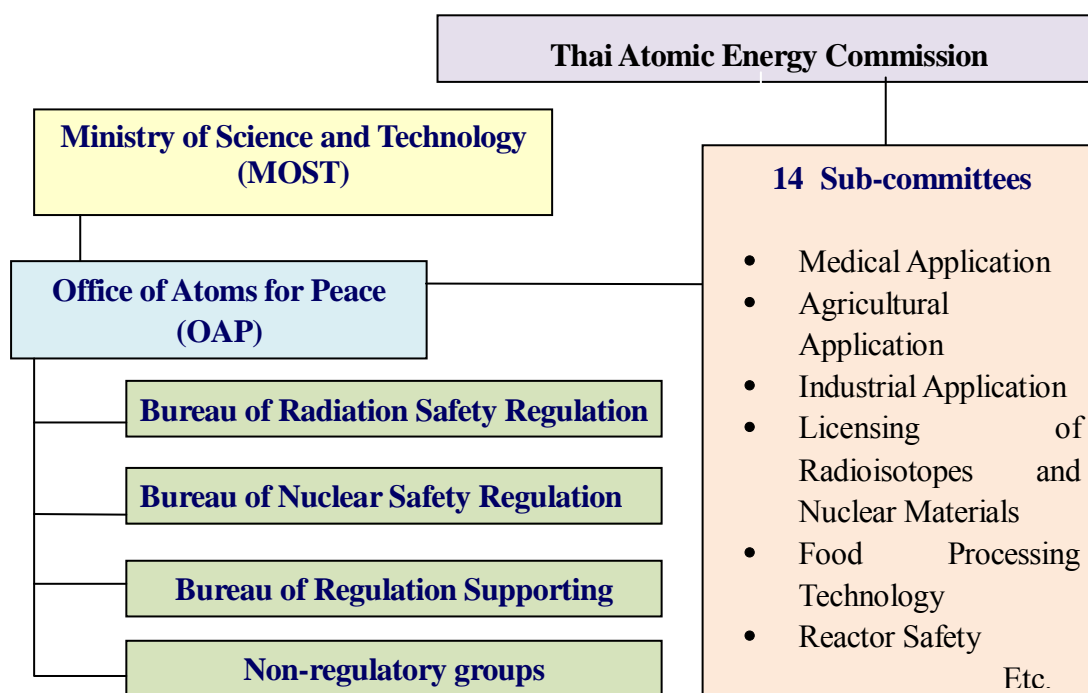 Thai Atomic Energy Commission
Ministry of Science and Technology
(MOST)
Office of Atoms for Peace
(OAP)
Bureau of Radiation Safety Regulation
Bureau of Nuclear Safety Regulation
Bureau of Regulation Supporting
Non-regulatory groups
14 Sub-committees
• Medical Application
• Agricultural
Application
• Industrial Application
• Licensing of
Radioisotopes and
Nuclear Materials
• Food Processing
Technology
• Reactor Safety
Etc.